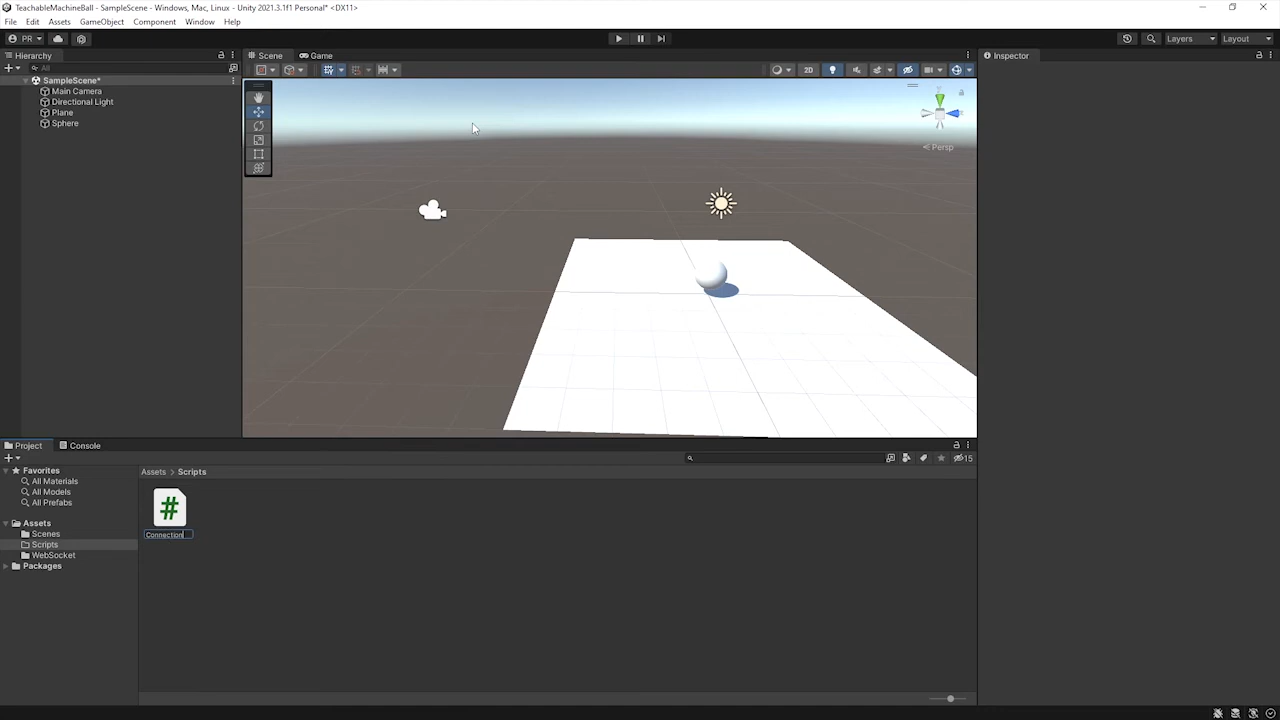 TeachableMachineBall - SampleScene - Windows, Mac, Linux - Unity 2021.3.1f1 Personal* <DX11>
File Edit Assets GameObject Component Window Help
PR Layers Layout
Hierarchy Scene Game Inspector
All 2D
SampleScene*
Main Camera
Directional Light
Plane
Sphere
Persp
Project Console
15
Favorites
All Materials
All Models
All Prefabs
Assets
Scenes
Scripts
WebSocket
Packages
Assets > Scripts
#
Connection